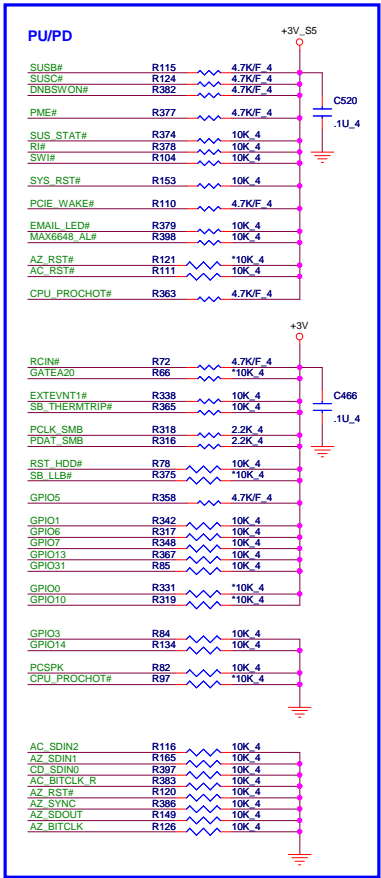 PU/PD
+3V_S5
SUSB# R115 4.7K/F_4
SUSC# R124 4.7K/F_4
DNBSWON# R382 4.7K/F_4
C520
PME# R377 4.7K/F_4
.1U_4
SUS_STAT# R374 10K_4
RI# R378 10K_4
SWI# R104 10K_4
SYS_RST# R153 10K_4
PCIE_WAKE# R110 4.7K/F_4
EMAIL_LED# R379 10K_4
MAX6648_AL# R398 10K_4
AZ_RST# R121 *10K_4
AC_RST# R111 10K_4
CPU_PROCHOT# R363 4.7K/F_4
+3V
RCIN# R72 4.7K/F_4
GATEA20 R66 *10K_4
C466
EXTEVNT1# R338 10K_4
SB_THERMTRIP# R365 10K_4
.1U_4
PCLK_SMB R318 2.2K_4
PDAT_SMB R316 2.2K_4
RST_HDD# R78 10K_4
SB_LLB# R375 *10K_4
GPIO5 R358 4.7K/F_4
GPIO1 R342 10K_4
GPIO6 R317 10K_4
GPIO7 R348 10K_4
GPIO13 R367 10K_4
GPIO31 R85 10K_4
GPIO0 R331 *10K_4
GPIO10 R319 *10K_4
GPIO3 R84 10K_4
GPIO14 R134 10K_4
PCSPK R82 10K_4
CPU_PROCHOT# R97 *10K_4
AC_SDIN2 R116 10K_4
AZ_SDIN1 R165 10K_4
CD_SDIN0 R397 10K_4
AC_BITCLK_R R383 10K_4
AZ_RST# R120 10K_4
AZ_SYNC R386 10K_4
AZ_SDOUT R149 10K_4
AZ_BITCLK R126 10K_4